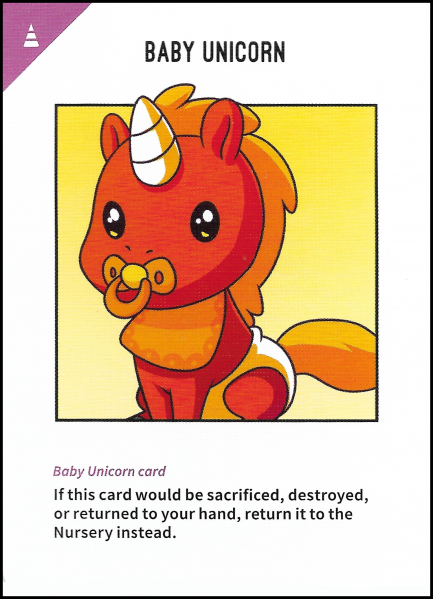 BABY UNICORN
Baby Unicorn card
If this card would be sacrificed, destroyed,
or returned to your hand, return it to the
Nursery instead.